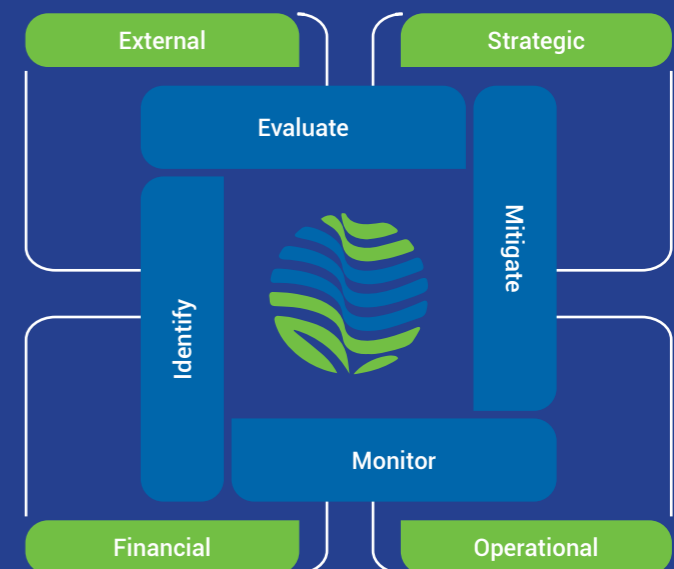 External
Strategic
Evaluate
Mitigate
Identify
Monitor
Financial
Operational